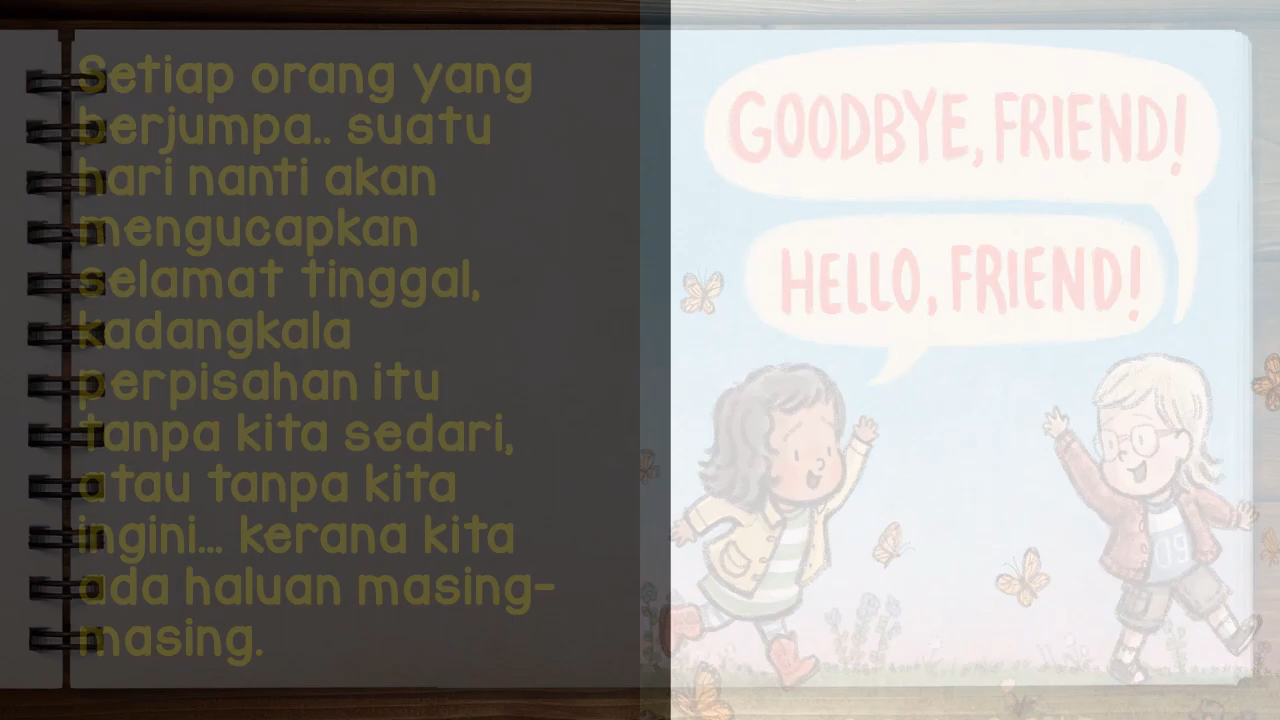 Setiap orang yang
berjumpa.. suatu
hari nanti akan
mengucapkan
selamat tinggal,
kadangkala
perpisahan itu
tanpa kita sedari,
atau tanpa kita
ingini... kerana kita
ada haluan masing-
masing.
GOODBYE, FRIEND!
HELLO, FRIEND!
19